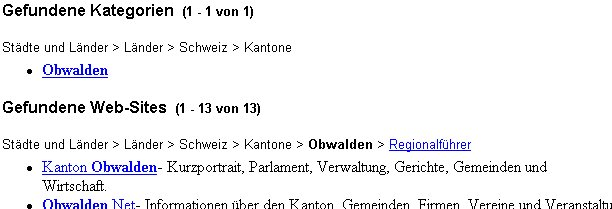 Gefundene Kategorien (1 - 1 von 1)
Städte und Länder > Länder > Schweiz > Kantone
• Obwalden
Gefundene Web-Sites (1 - 13 von 13)
Städte und Länder > Länder > Schweiz > Kantone > Obwalden > Regionalführer
• Kanton Obwalden- Kurzportrait, Parlament, Verwaltung, Gerichte, Gemeinden und
Wirtschaft.
• Obwalden Net- Informationen über den Kanton, Gemeinden, Firmen, Vereine und Veranstaltu